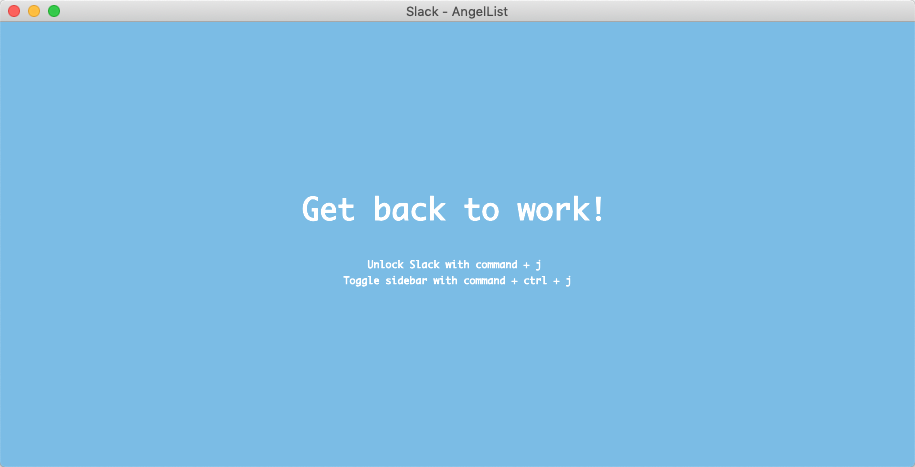 Slack - AngelList
Get back to work!
Unlock Slack with command + j
Toggle sidebar with command + ctrl + j